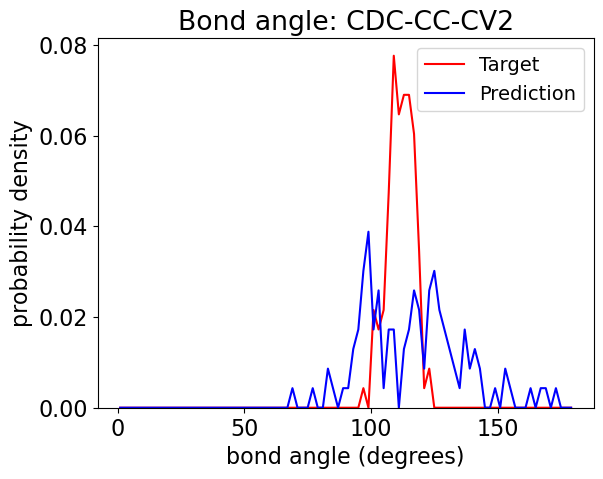 Bond angle: CDC-CC-CV2
Target
Prediction
probability density
0.08
0.06
0.04
0.02
0.00
0
50
100
150
bond angle (degrees)